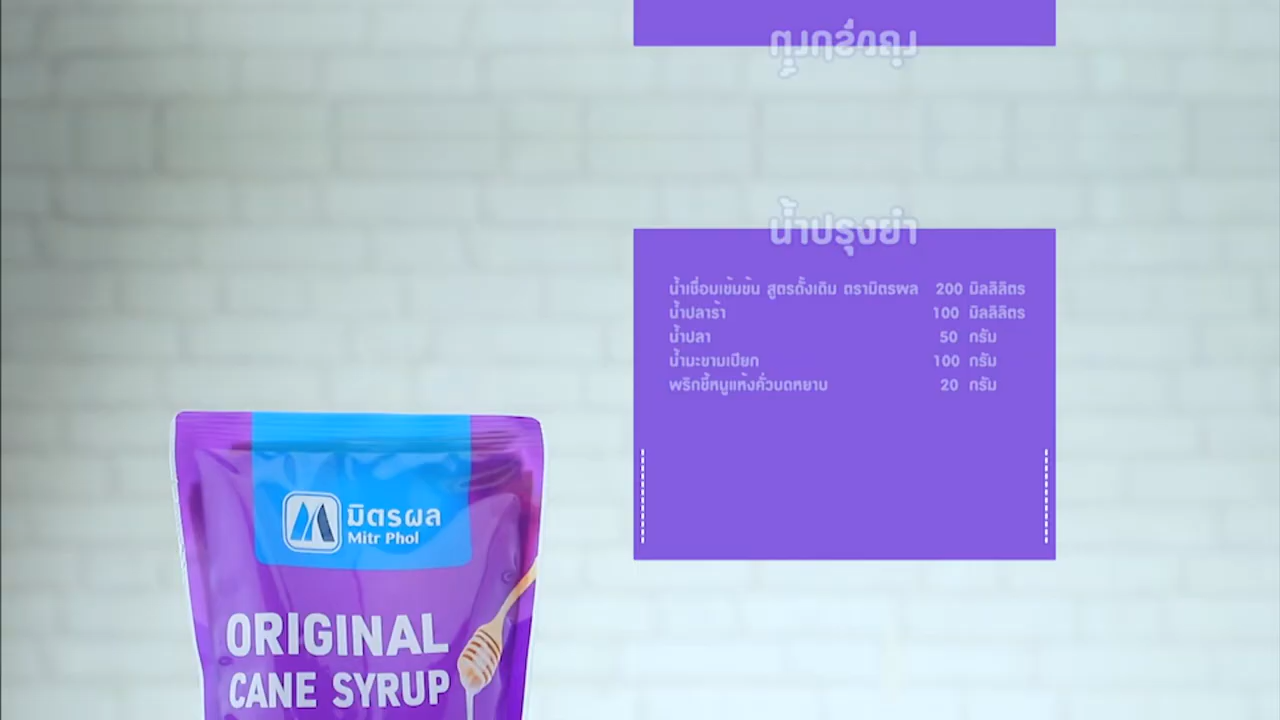 น้ำปรุงยำ
น้ำเชื่อมเข้มข้น สูตรดั้งเดิม ตรามิตรผล 200 มิลลิลิตร
น้ำปลาร้า 100 มิลลิลิตร
น้ำปลา 50 กรัม
น้ำมะขามเปียก 100 กรัม
พริกขี้หนูแห้งคั่วบดหยาบ 20 กรัม
มิตรผล
Mitr Phol
ORIGINAL
CANE SYRUP